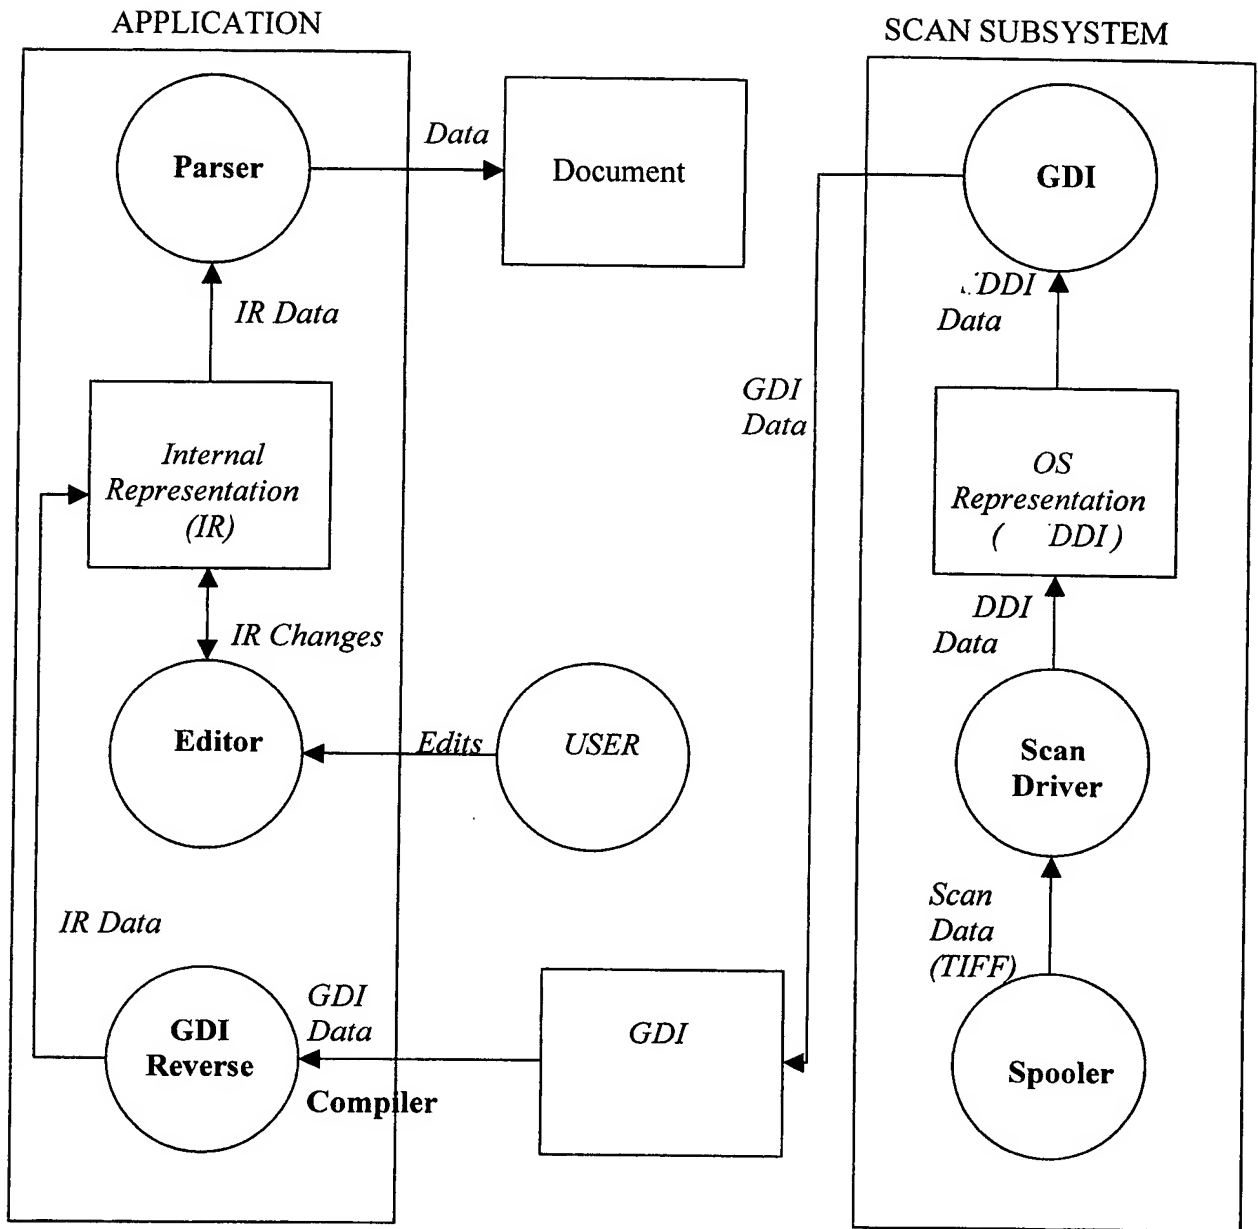 APPLICATION
SCAN SUBSYSTEM
Parser
Data
Document
GDI
IR Data
DDI
Data
GDI
Data
Internal
Representation
(IR)
OS
Representation
( DDI )
IR Changes
DDI
Data
Editor
Edits
USER
Scan
Driver
IR Data
Scan
Data
(TIFF)
GDI
Reverse
GDI
Data
Compiler
GDI
Spooler